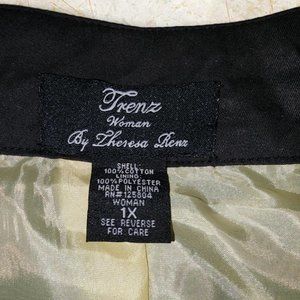 Trenz
Woman
By Theresa Renz
SHELL:
100% COTTON
LINING:
100% POLYESTER
MADE IN CHINA
RN#125804
WOMAN
1X
SEE REVERSE
FOR CARE